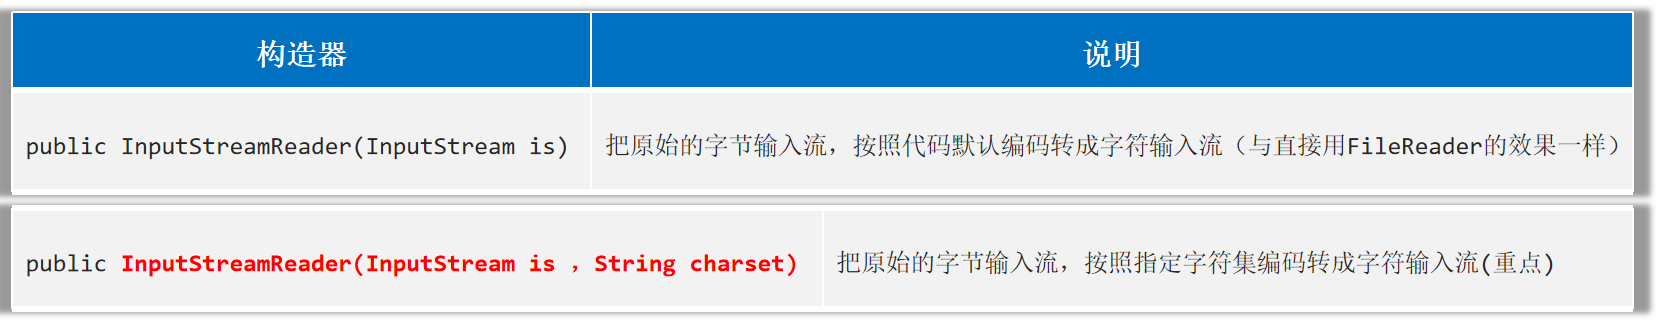 构造器 说明
public InputStreamReader(InputStream is) 把原始的字节输入流，按照代码默认编码转成字符输入流（与直接用FileReader的效果一样）
public InputStreamReader(InputStream is ，String charset) 把原始的字节输入流，按照指定字符集编码转成字符输入流(重点)